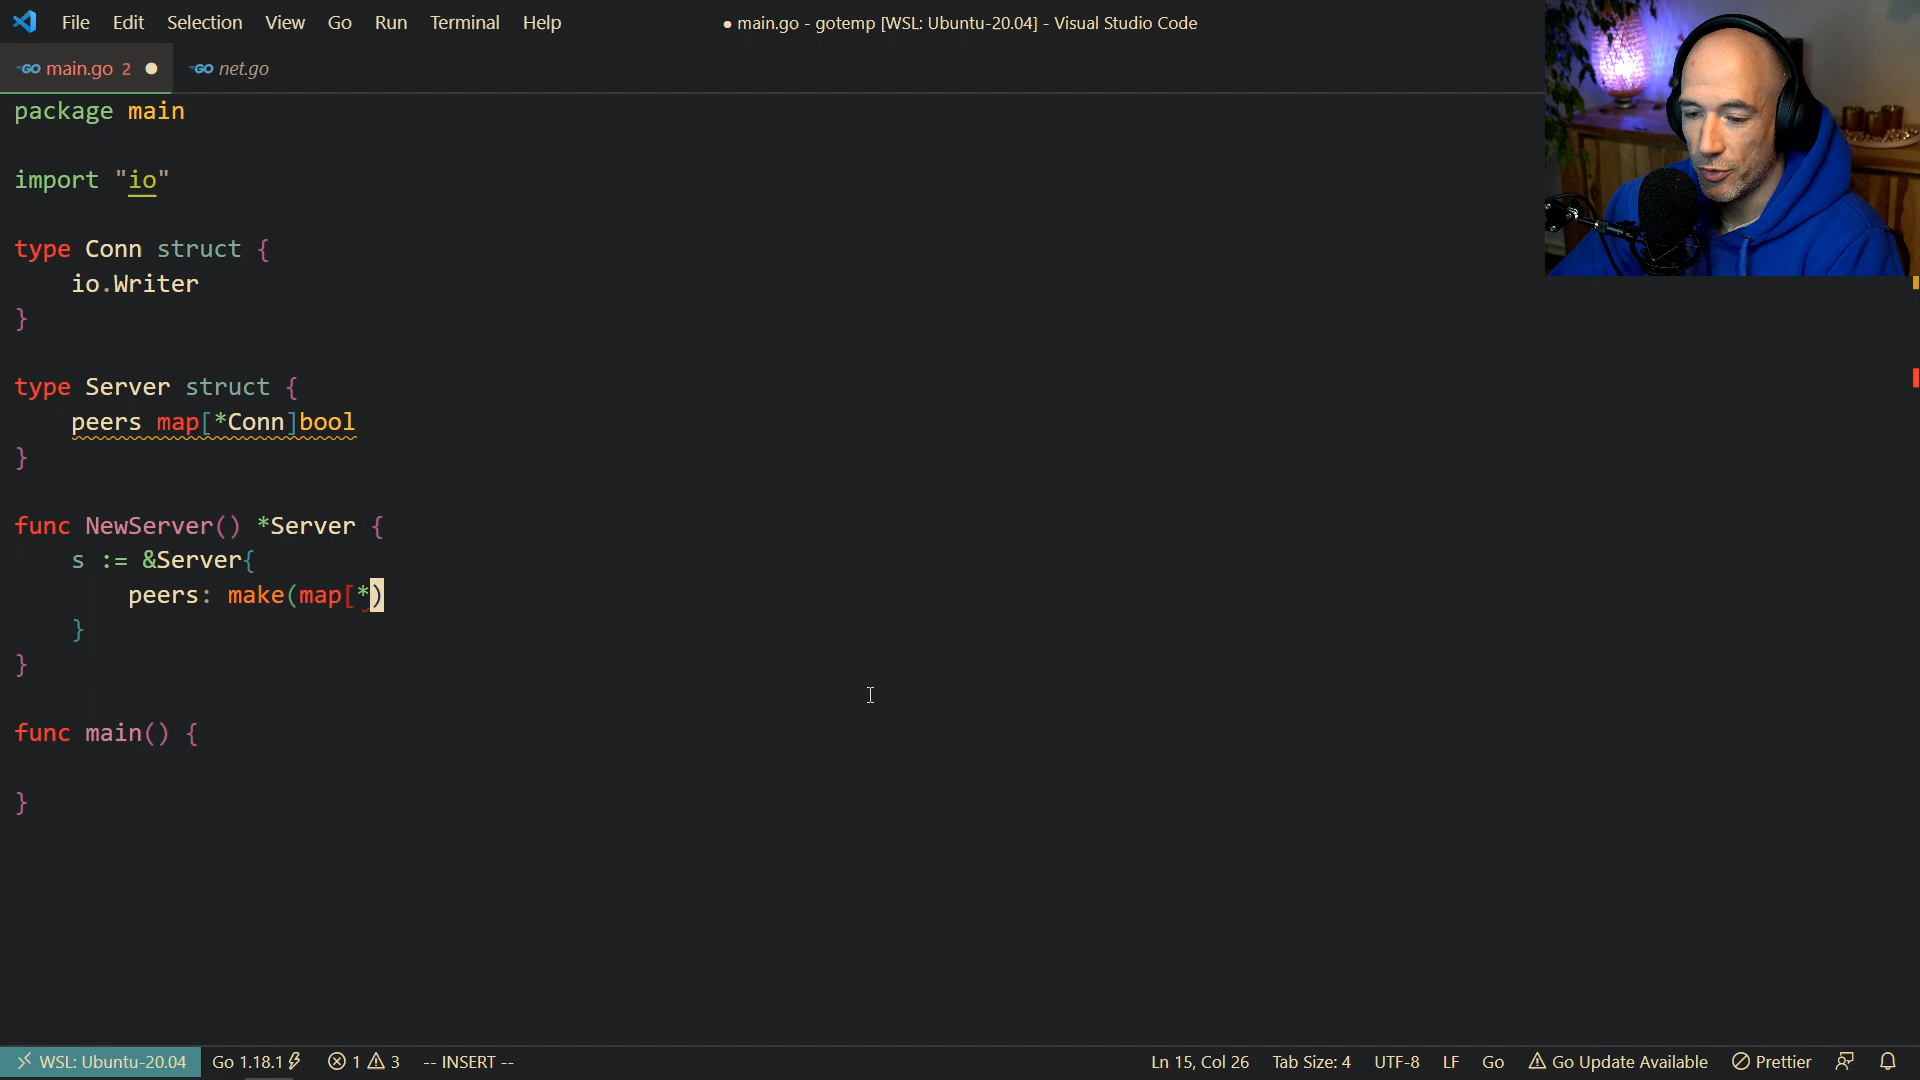 File Edit Selection View Go Run Terminal Help
● main.go - gotemp [WSL: Ubuntu-20.04] - Visual Studio Code
GO main.go 2 ●
GO net.go
package main
import "io"
type Conn struct {
    io.Writer
}
type Server struct {
    peers map[*Conn]bool
}
func NewServer() *Server {
    s := &Server{
        peers: make(map[*)
    }
}
func main() {
}
WSL: Ubuntu-20.04 Go 1.18.1 1 3 -- INSERT -- Ln 15, Col 26 Tab Size: 4 UTF-8 LF Go Go Update Available Prettier